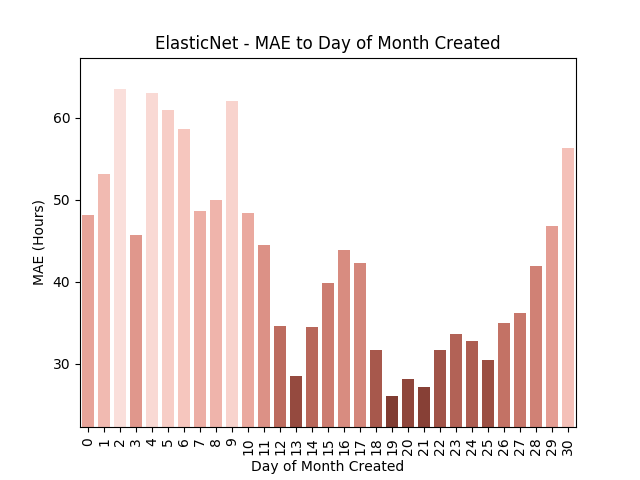 ElasticNet - MAE to Day of Month Created
MAE (Hours)
60
50
40
30
0 1 2 3 4 5 6 7 8 9 10 11 12 13 14 15 16 17 18 19 20 21 22 23 24 25 26 27 28 29 30
Day of Month Created